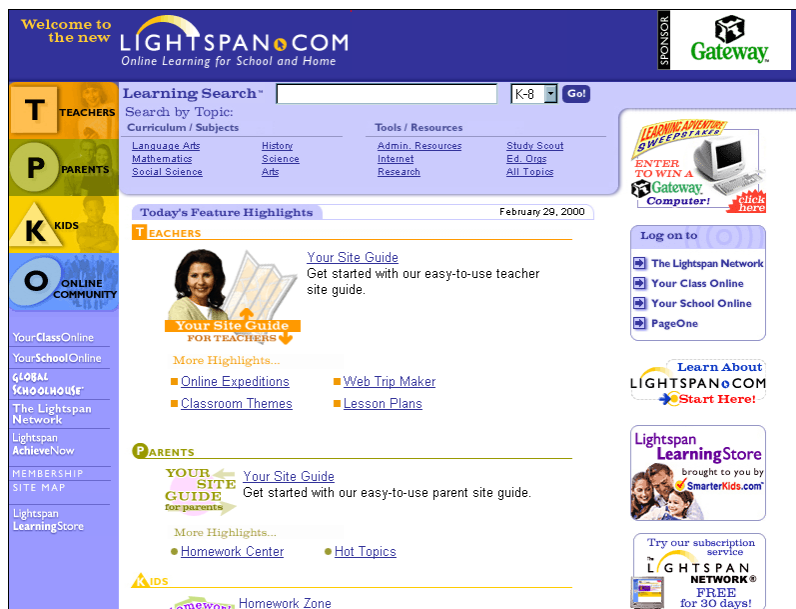 Welcome to
the new
LIGHTSPAN.COM
Online Learning for School and Home
SPONSOR
Gateway
T TEACHERS
P PARENTS
K KIDS
O ONLINE
COMMUNITY
YourClassOnline
YourSchoolOnline
GLOBAL
SCHOOLHOUSE
The Lightspan
Network
Lightspan
AchieveNow
MEMBERSHIP
SITE MAP
Lightspan
LearningStore
Learning Search™ K-8 Go!
Search by Topic:
Curriculum / Subjects
Language Arts History
Mathematics Science
Social Science Arts
Tools / Resources
Admin. Resources Study Scout
Internet Ed. Orgs
Research All Topics
Today's Feature Highlights February 29, 2000
TEACHERS
Your Site Guide
Get started with our easy-to-use teacher
site guide.
Your Site Guide
FOR TEACHERS
More Highlights...
Online Expeditions Web Trip Maker
Classroom Themes Lesson Plans
PARENTS
YOUR
SITE
GUIDE
for parents
Your Site Guide
Get started with our easy-to-use parent site guide.
More Highlights...
Homework Center Hot Topics
KIDS
Homework
Homework Zone
LEARNING ADVENTURE
SWEEPSTAKES
ENTER
TO WIN A
Gateway
Computer!
click
here
Log on to
The Lightspan Network
Your Class Online
Your School Online
PageOne
Learn About
LIGHTSPAN.COM
Start Here!
Lightspan
LearningStore
brought to you by
SmarterKids.com™
Try our subscription
service
The
LIGHTSPAN
NETWORK®
FREE
for 30 days!